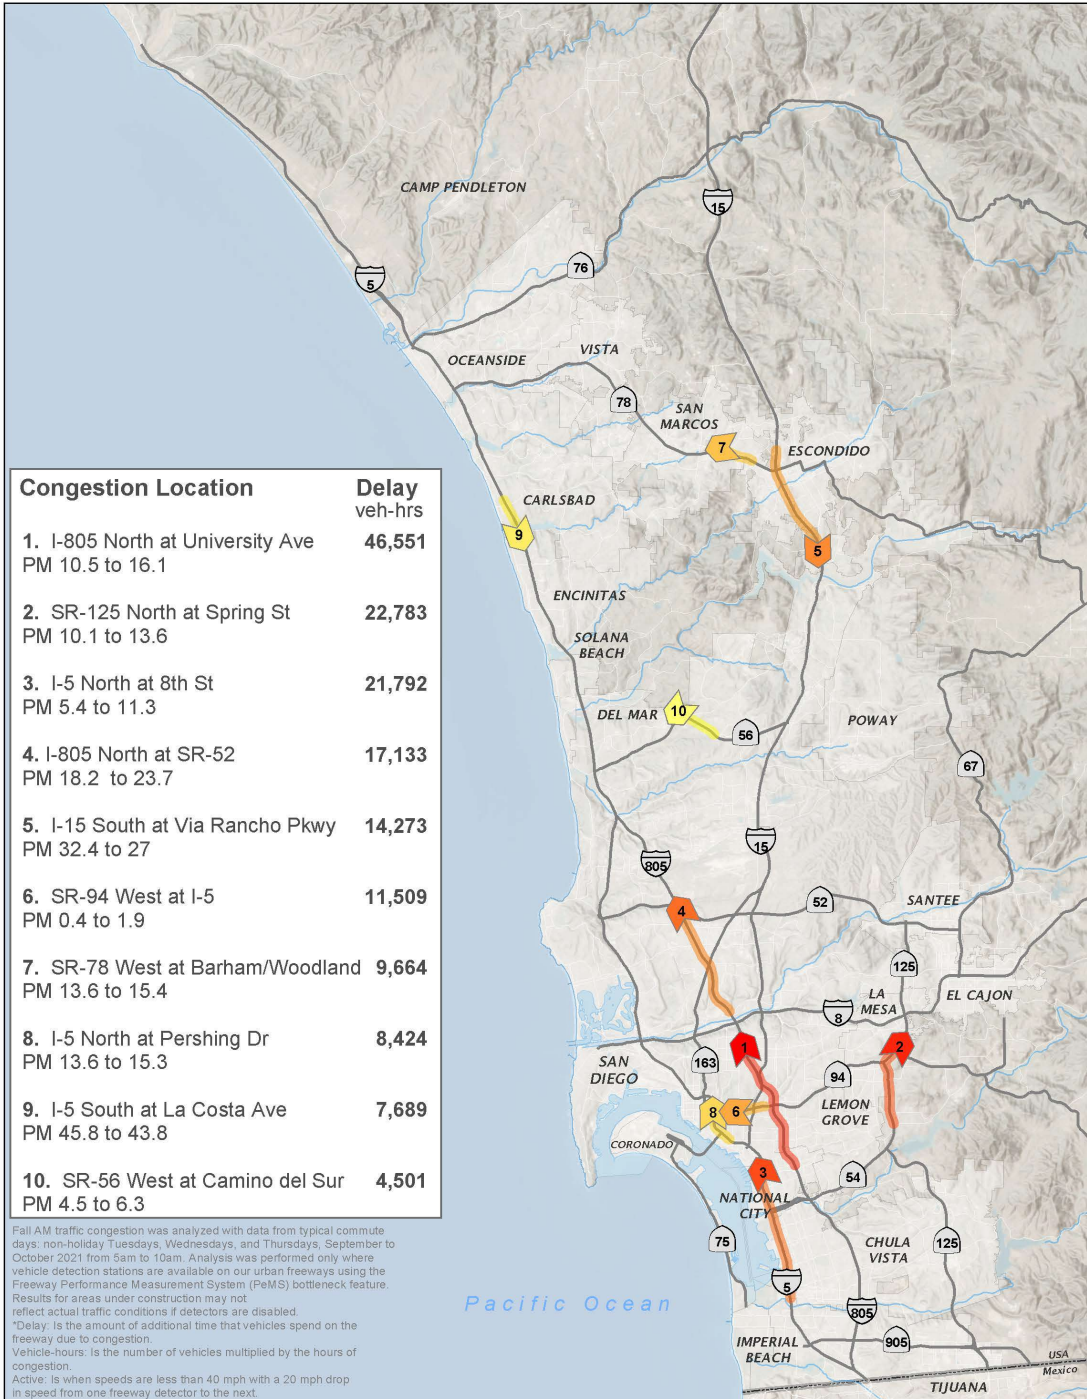 CAMP PENDLETON
15
76
5
OCEANSIDE
VISTA
78
SAN
MARCOS
7
ESCONDIDO
Congestion Location Delay
veh-hrs
1. I-805 North at University Ave 46,551
PM 10.5 to 16.1
2. SR-125 North at Spring St 22,783
PM 10.1 to 13.6
3. I-5 North at 8th St 21,792
PM 5.4 to 11.3
4. I-805 North at SR-52 17,133
PM 18.2 to 23.7
5. I-15 South at Via Rancho Pkwy 14,273
PM 32.4 to 27
6. SR-94 West at I-5 11,509
PM 0.4 to 1.9
7. SR-78 West at Barham/Woodland 9,664
PM 13.6 to 15.4
8. I-5 North at Pershing Dr 8,424
PM 13.6 to 15.3
9. I-5 South at La Costa Ave 7,689
PM 45.8 to 43.8
10. SR-56 West at Camino del Sur 4,501
PM 4.5 to 6.3
Fall AM traffic congestion was analyzed with data from typical commute
days: non-holiday Tuesdays, Wednesdays, and Thursdays, September to
October 2021 from 5am to 10am. Analysis was performed only where
vehicle detection stations are available on our urban freeways using the
Freeway Performance Measurement System (PeMS) bottleneck feature.
Results for areas under construction may not
reflect actual traffic conditions if detectors are disabled.
*Delay: Is the amount of additional time that vehicles spend on the
freeway due to congestion.
Vehicle-hours: Is the number of vehicles multiplied by the hours of
congestion.
Active: Is when speeds are less than 40 mph with a 20 mph drop
in speed from one freeway detector to the next.
CARLSBAD
9
5
ENCINITAS
SOLANA
BEACH
DEL MAR
10
56
POWAY
67
15
805
4
52
SANTEE
125
LA
MESA
EL CAJON
8
1
2
SAN
DIEGO
163
94
LEMON
GROVE
8
6
CORONADO
3
54
NATIONAL
CITY
75
CHULA
VISTA
125
5
Pacific Ocean
805
905
IMPERIAL
BEACH
USA
Mexico
TIJUANA